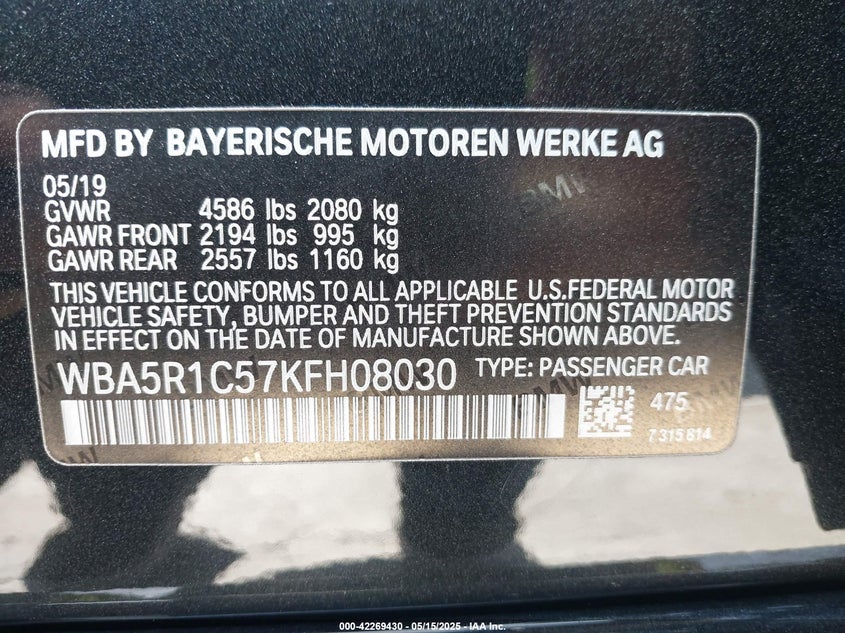 MFD BY BAYERISCHE MOTOREN WERKE AG
05/19
GVWR 4586 lbs 2080 kg
GAWR FRONT 2194 lbs 995 kg
GAWR REAR 2557 lbs 1160 kg
THIS VEHICLE CONFORMS TO ALL APPLICABLE U.S.FEDERAL MOTOR
VEHICLE SAFETY, BUMPER AND THEFT PREVENTION STANDARDS
IN EFFECT ON THE DATE OF MANUFACTURE SHOWN ABOVE.
WBA5R1C57KFH08030 TYPE: PASSENGER CAR
475
7315814
000-42269430 - 05/15/2025 - IAA Inc.